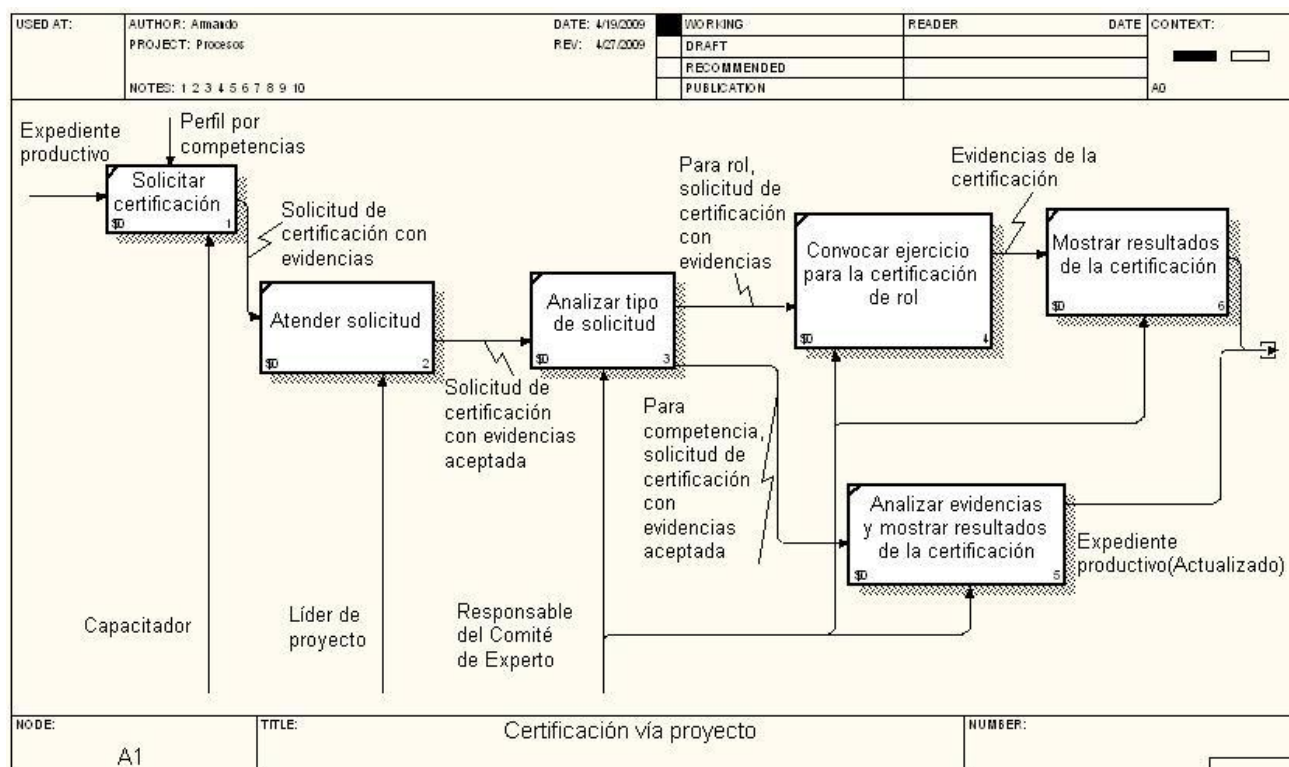 USED AT:
AUTHOR: Armando
DATE: 4/19/2009
PROJECT: Procesos
REV: 4/27/2009
NOTES: 1 2 3 4 5 6 7 8 9 10
WORKING
DRAFT
RECOMMENDED
PUBLICATION
READER
DATE
CONTEXT:
A0
Expediente
productivo
Perfil por
competencias
Solicitar
certificación
$0
1
Solicitud de
certificación con
evidencias
Atender solicitud
$0
2
Solicitud de
certificación
con evidencias
aceptada
Analizar tipo
de solicitud
$0
3
Para rol,
solicitud de
certificación
con
evidencias
Convocar ejercicio
para la certificación
de rol
$0
4
Evidencias de la
certificación
Mostrar resultados
de la certificación
$0
6
Para
competencia,
solicitud de
certificación
con
evidencias
aceptada
Analizar evidencias
y mostrar resultados
de la certificación
$0
5
Expediente
productivo(Actualizado)
Capacitador
Líder de
proyecto
Responsable
del Comité
de Experto
NODE:
A1
TITLE:
Certificación vía proyecto
NUMBER: